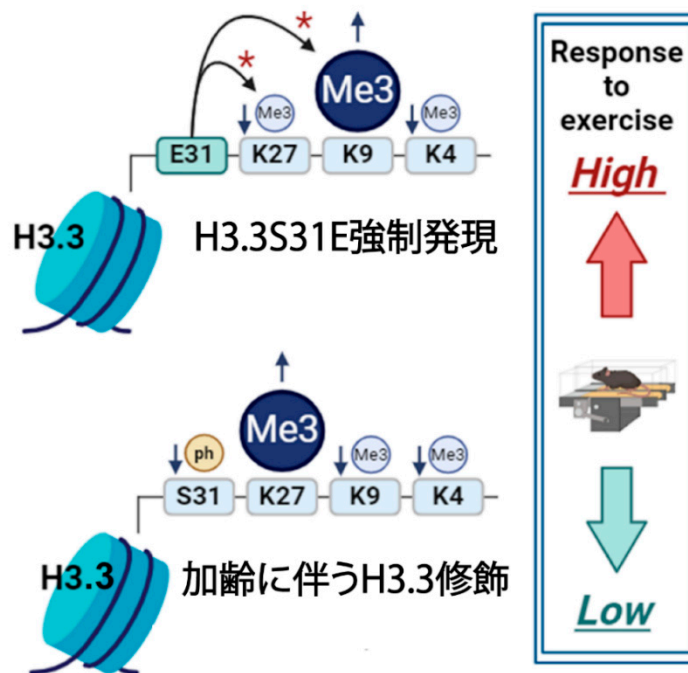 Me3
Me3
Me3
E31 K27 K9 K4
H3.3
H3.3S31E強制発現
Me3
ph
Me3
Me3
S31 K27 K9 K4
H3.3
加齢に伴うH3.3修飾
Response
to
exercise
High
Low